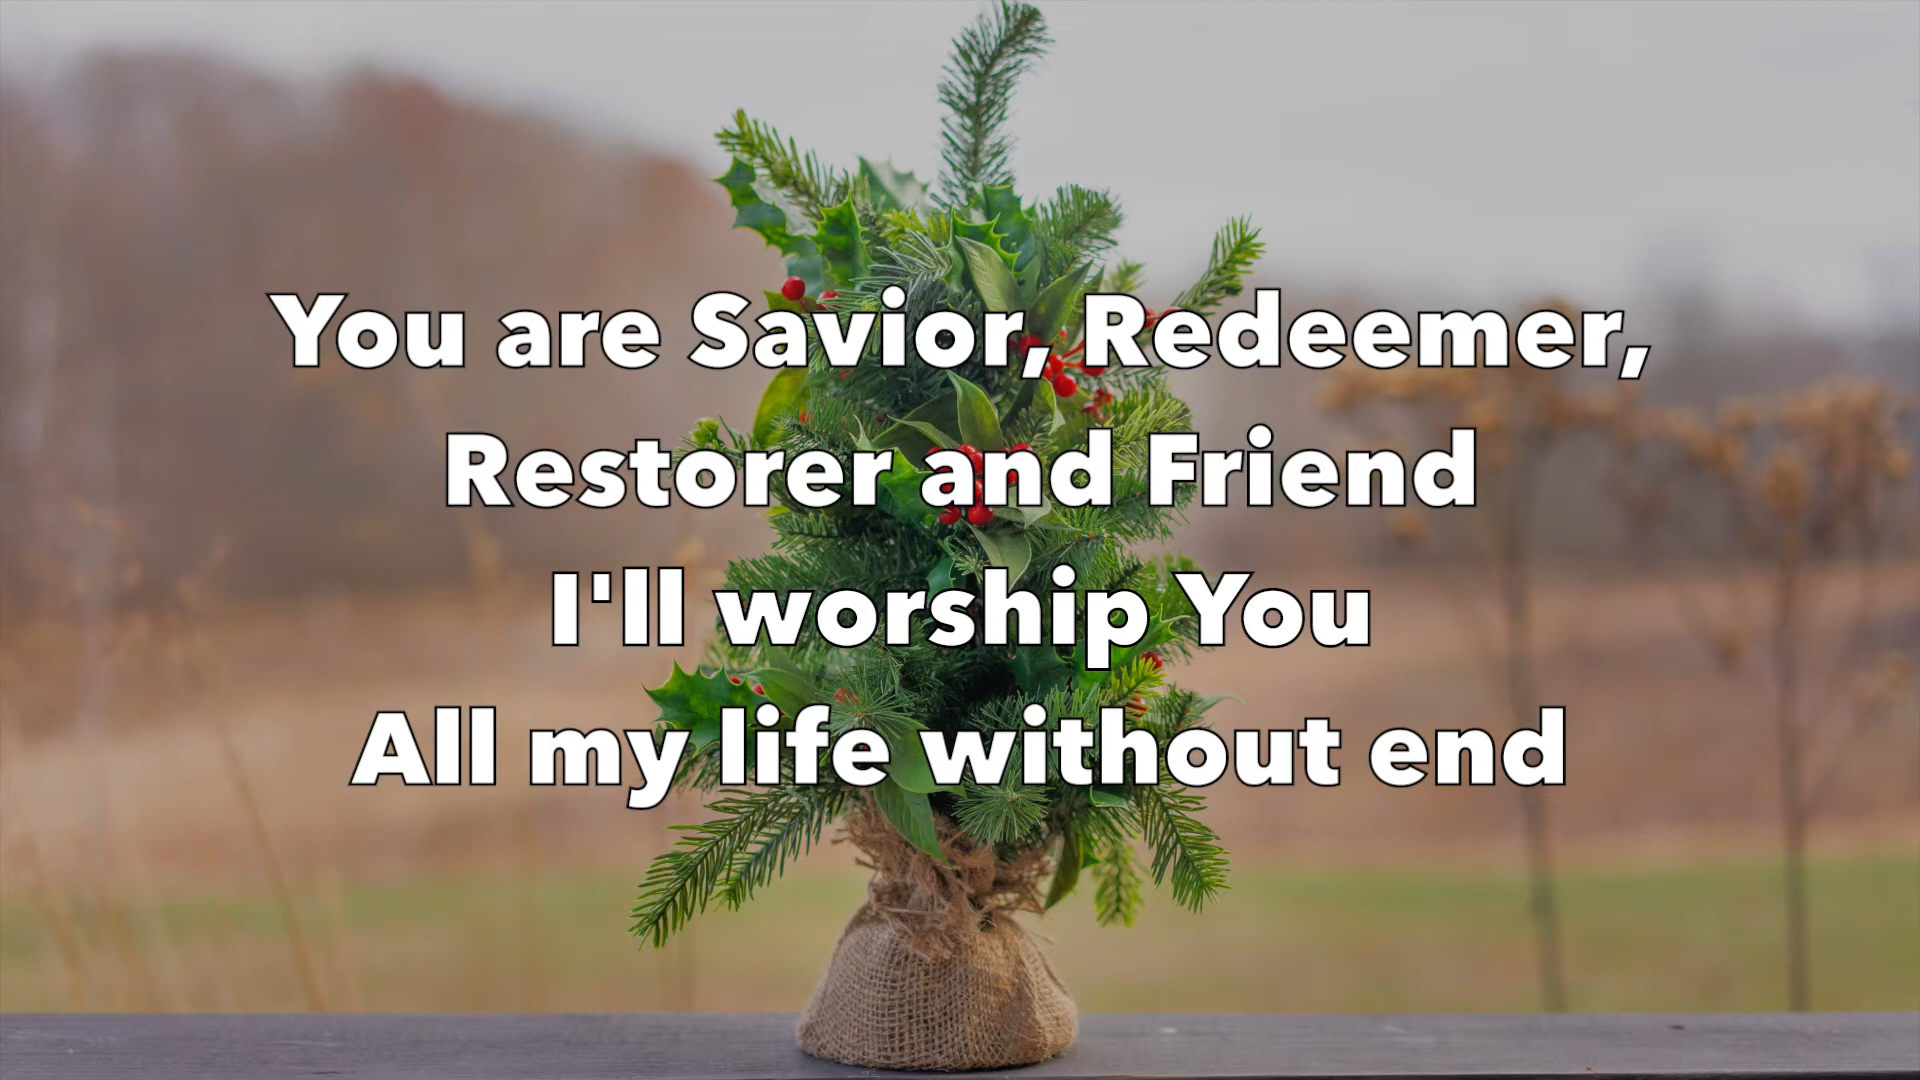 You are Savior, Redeemer,
Restorer and Friend
I'll worship You
All my life without end